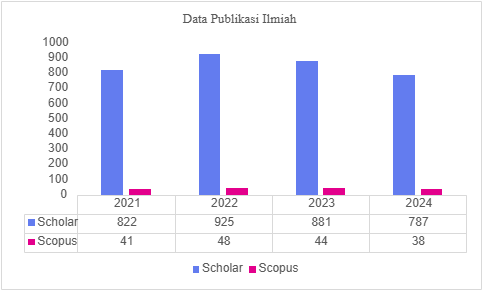 Data Publikasi Ilmiah
1000
900
800
700
600
500
400
300
200
100
0
2021 2022 2023 2024
Scholar 822 925 881 787
Scopus 41 48 44 38
Scholar Scopus